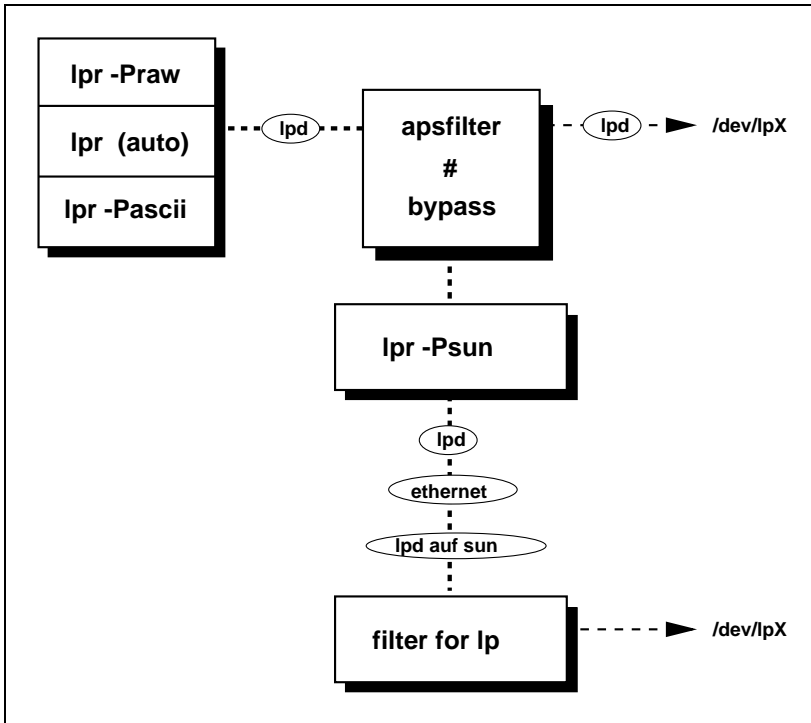 lpr -Praw
lpr (auto)
lpr -Pascii
lpd
apsfilter
#
bypass
lpd
/dev/lpX
lpr -Psun
lpd
ethernet
lpd auf sun
filter for lp
/dev/lpX